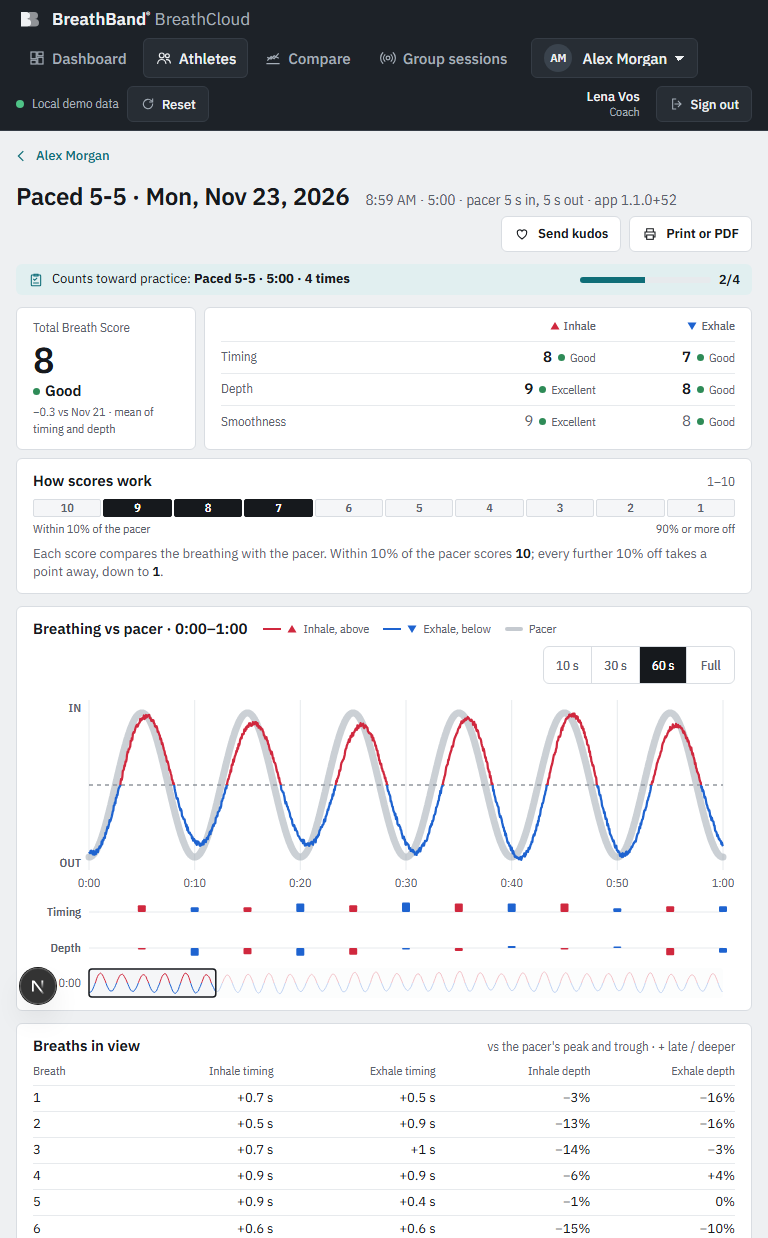 BreathBand® BreathCloud
Dashboard Athletes Compare Group sessions AM Alex Morgan
Local demo data Reset Lena Vos Coach Sign out
Alex Morgan
Paced 5-5 · Mon, Nov 23, 2026 8:59 AM · 5:00 · pacer 5 s in, 5 s out · app 1.1.0+52
Send kudos Print or PDF
Counts toward practice: Paced 5-5 · 5:00 · 4 times 2/4
Total Breath Score
8
Good
−0.3 vs Nov 21 · mean of
timing and depth
Inhale Exhale
Timing 8 Good 7 Good
Depth 9 Excellent 8 Good
Smoothness 9 Excellent 8 Good
How scores work 1–10
10 9 8 7 6 5 4 3 2 1
Within 10% of the pacer 90% or more off
Each score compares the breathing with the pacer. Within 10% of the pacer scores 10; every further 10% off takes a
point away, down to 1.
Breathing vs pacer · 0:00–1:00 Inhale, above Exhale, below Pacer
10 s 30 s 60 s Full
IN
OUT
0:00 0:10 0:20 0:30 0:40 0:50 1:00
Timing
Depth
N 0:00
Breaths in view vs the pacer's peak and trough · + late / deeper
Breath Inhale timing Exhale timing Inhale depth Exhale depth
1 +0.7 s +0.5 s −3% −16%
2 +0.5 s +0.9 s −13% −16%
3 +0.7 s +1 s −14% −3%
4 +0.9 s +0.9 s −6% +4%
5 +0.9 s +0.4 s −1% 0%
6 +0.6 s +0.6 s −15% −10%